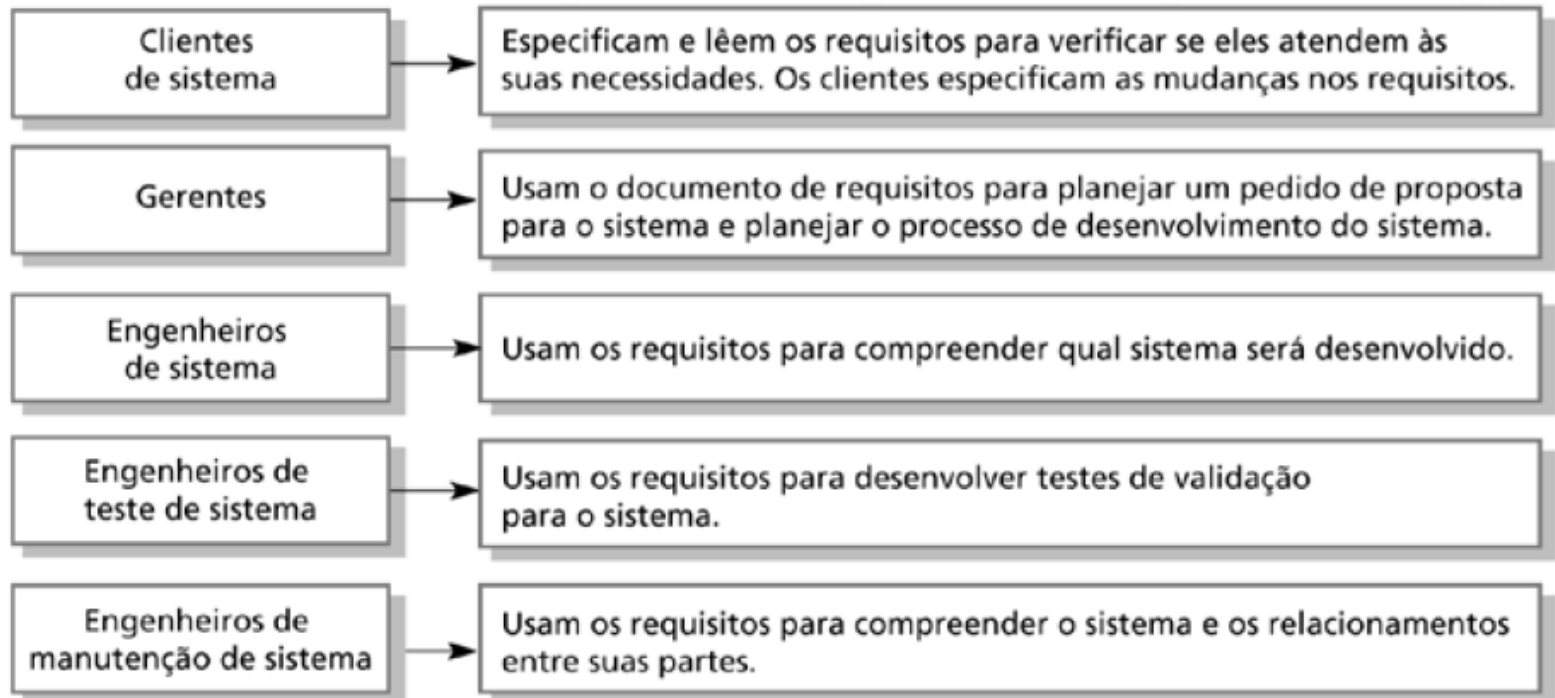 Clientes
de sistema
Especificam e lêem os requisitos para verificar se eles atendem às
suas necessidades. Os clientes especificam as mudanças nos requisitos.
Gerentes
Usam o documento de requisitos para planejar um pedido de proposta
para o sistema e planejar o processo de desenvolvimento do sistema.
Engenheiros
de sistema
Usam os requisitos para compreender qual sistema será desenvolvido.
Engenheiros de
teste de sistema
Usam os requisitos para desenvolver testes de validação
para o sistema.
Engenheiros de
manutenção de sistema
Usam os requisitos para compreender o sistema e os relacionamentos
entre suas partes.